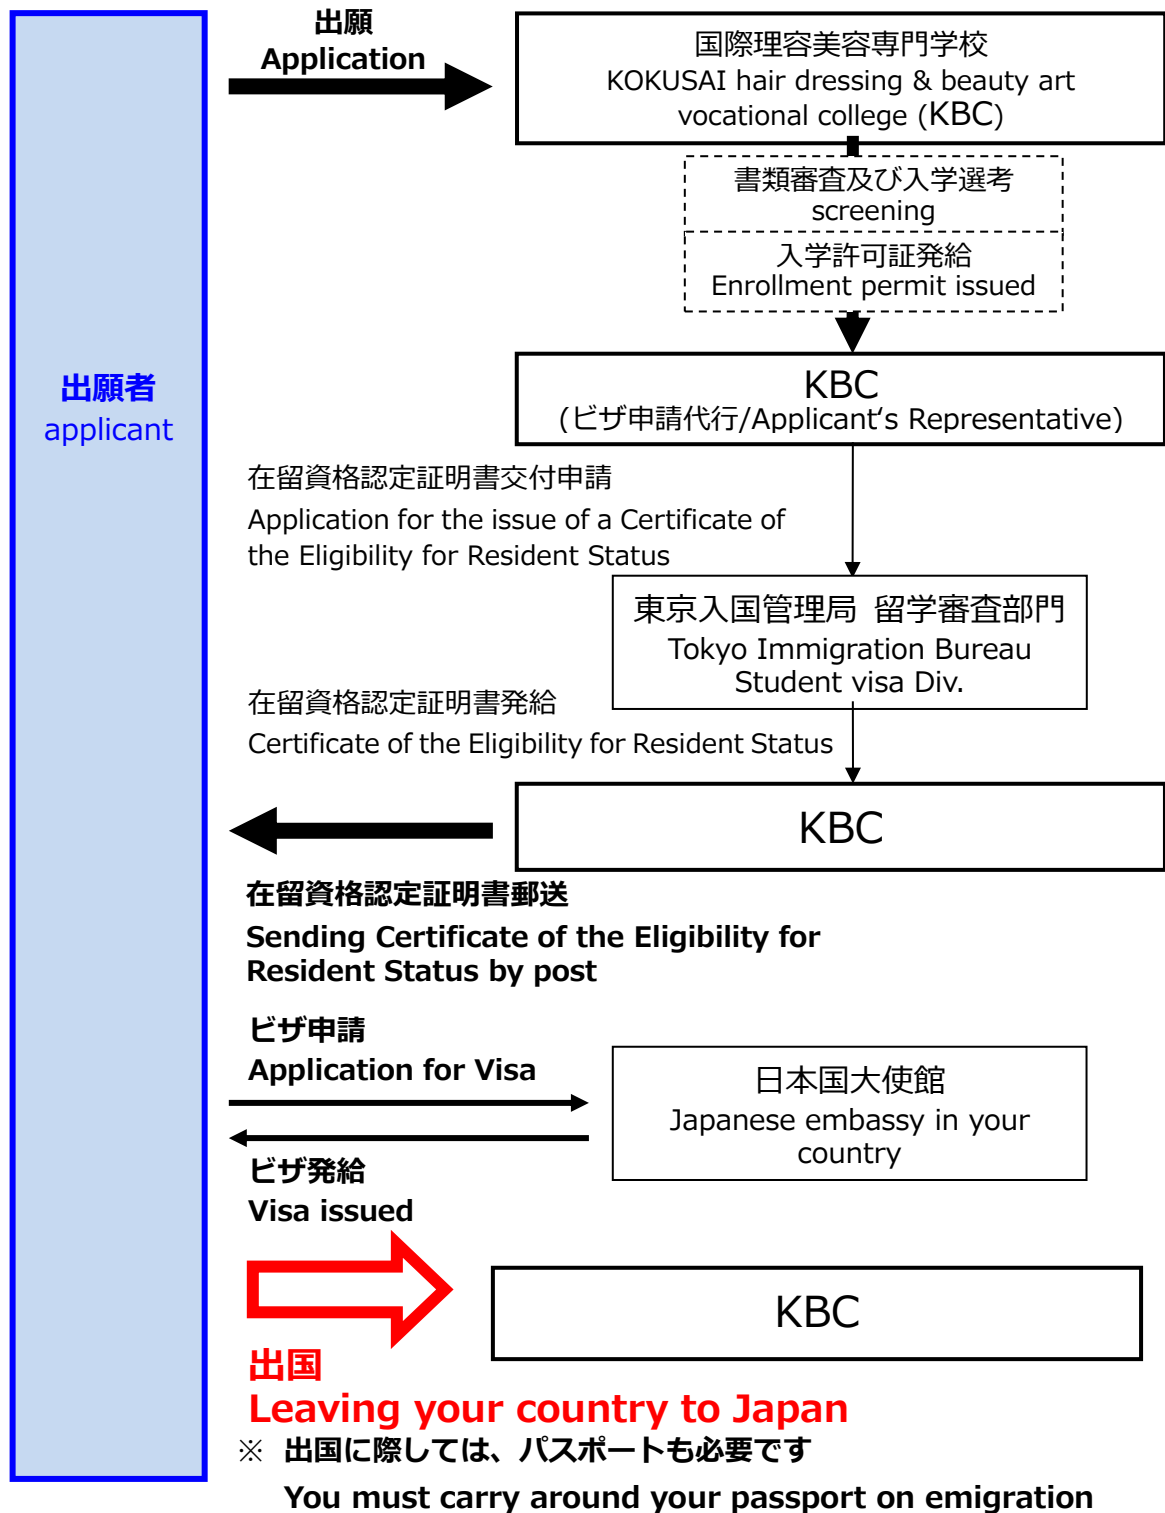 出願
Application
国際理容美容専門学校
KOKUSAI hair dressing & beauty art
vocational college (KBC)
書類審査及び入学選考
screening
入学許可証発給
Enrollment permit issued
出願者
applicant
KBC
(ビザ申請代行/Applicant‘s Representative)
在留資格認定証明書交付申請
Application for the issue of a Certificate of
the Eligibility for Resident Status
東京入国管理局 留学審査部門
Tokyo Immigration Bureau
Student visa Div.
在留資格認定証明書発給
Certificate of the Eligibility for Resident Status
KBC
在留資格認定証明書郵送
Sending Certificate of the Eligibility for
Resident Status by post
ビザ申請
Application for Visa
日本国大使館
Japanese embassy in your
country
ビザ発給
Visa issued
KBC
出国
Leaving your country to Japan
※ 出国に際しては、パスポートも必要です
You must carry around your passport on emigration